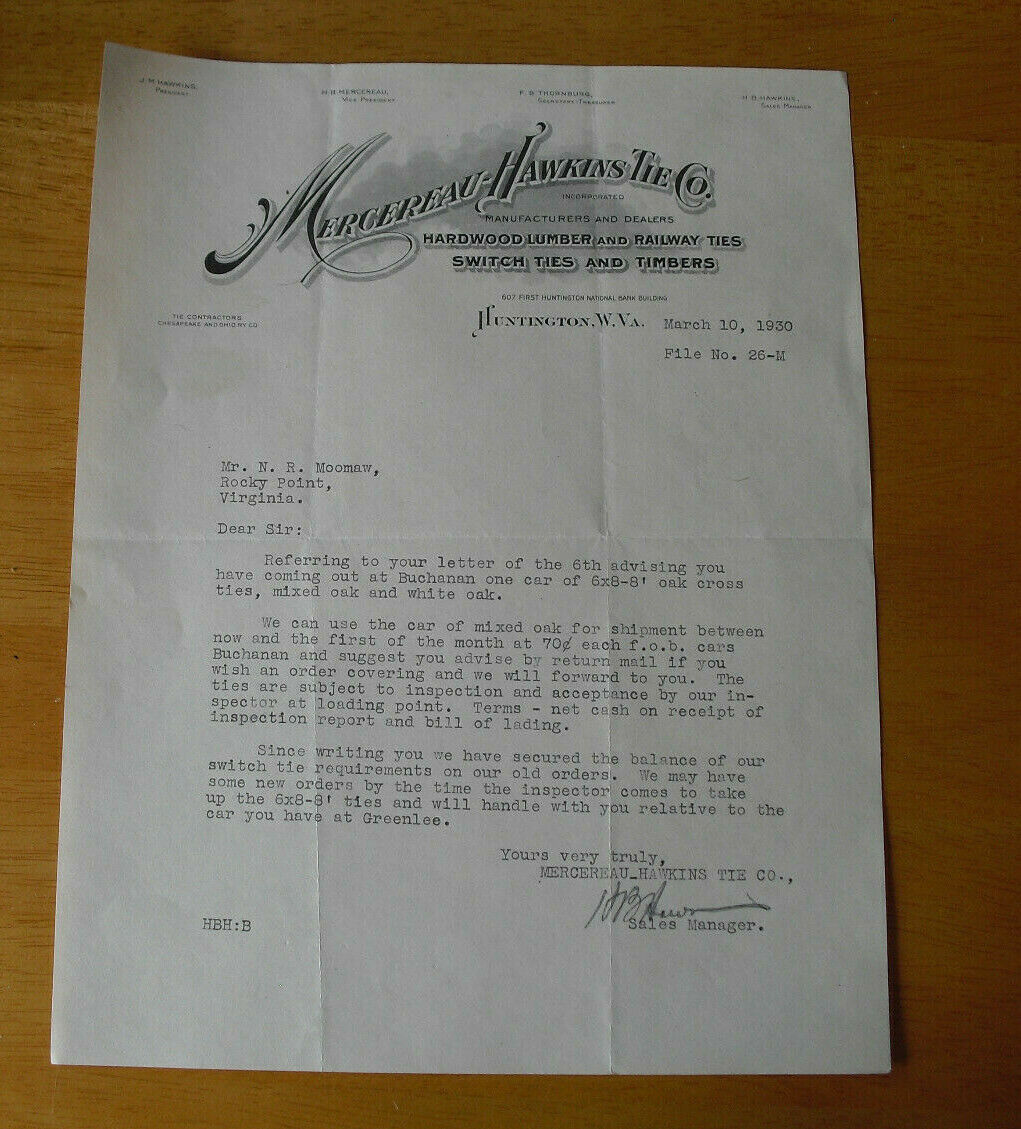 J. M. HAWKINS,
PRESIDENT
H. B. MERCEREAU,
VICE PRESIDENT
F. B. THORNBURG,
SECRETARY-TREASURER
H. B. HAWKINS,
SALES MANAGER
MERCEREAU-HAWKINS TIE CO.
INCORPORATED
MANUFACTURERS AND DEALERS
HARDWOOD LUMBER AND RAILWAY TIES
SWITCH TIES AND TIMBERS
607 FIRST HUNTINGTON NATIONAL BANK BUILDING
TIE CONTRACTORS
CHESAPEAKE AND OHIO RY CO
HUNTINGTON, W. VA. March 10, 1930
File No. 26-M
Mr. N. R. Moomaw,
Rocky Point,
Virginia.
Dear Sir:
Referring to your letter of the 6th advising you
have coming out at Buchanan one car of 6x8-8' oak cross
ties, mixed oak and white oak.
We can use the car of mixed oak for shipment between
now and the first of the month at 70¢ each f.o.b. cars
Buchanan and suggest you advise by return mail if you
wish an order covering and we will forward to you. The
ties are subject to inspection and acceptance by our in-
spector at loading point. Terms - net cash on receipt of
inspection report and bill of lading.
Since writing you we have secured the balance of our
switch tie requirements on our old orders. We may have
some new orders by the time the inspector comes to take
up the 6x8-8' ties and will handle with you relative to the
car you have at Greenlee.
Yours very truly,
MERCEREAU-HAWKINS TIE CO.,
HB Hawkins
HBH:B
Sales Manager.